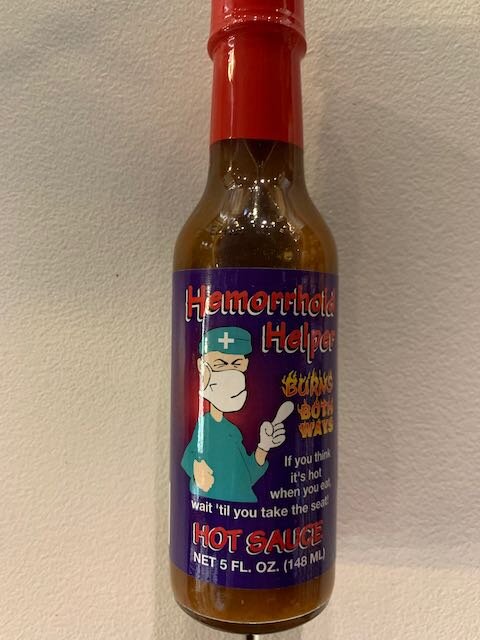 Hemorrhoid
Helper
BURNS
BOTH
WAYS
If you think
it's hot
when you eat,
wait 'til you take the seat!
HOT SAUCE
NET 5 FL. OZ. (148 ML)